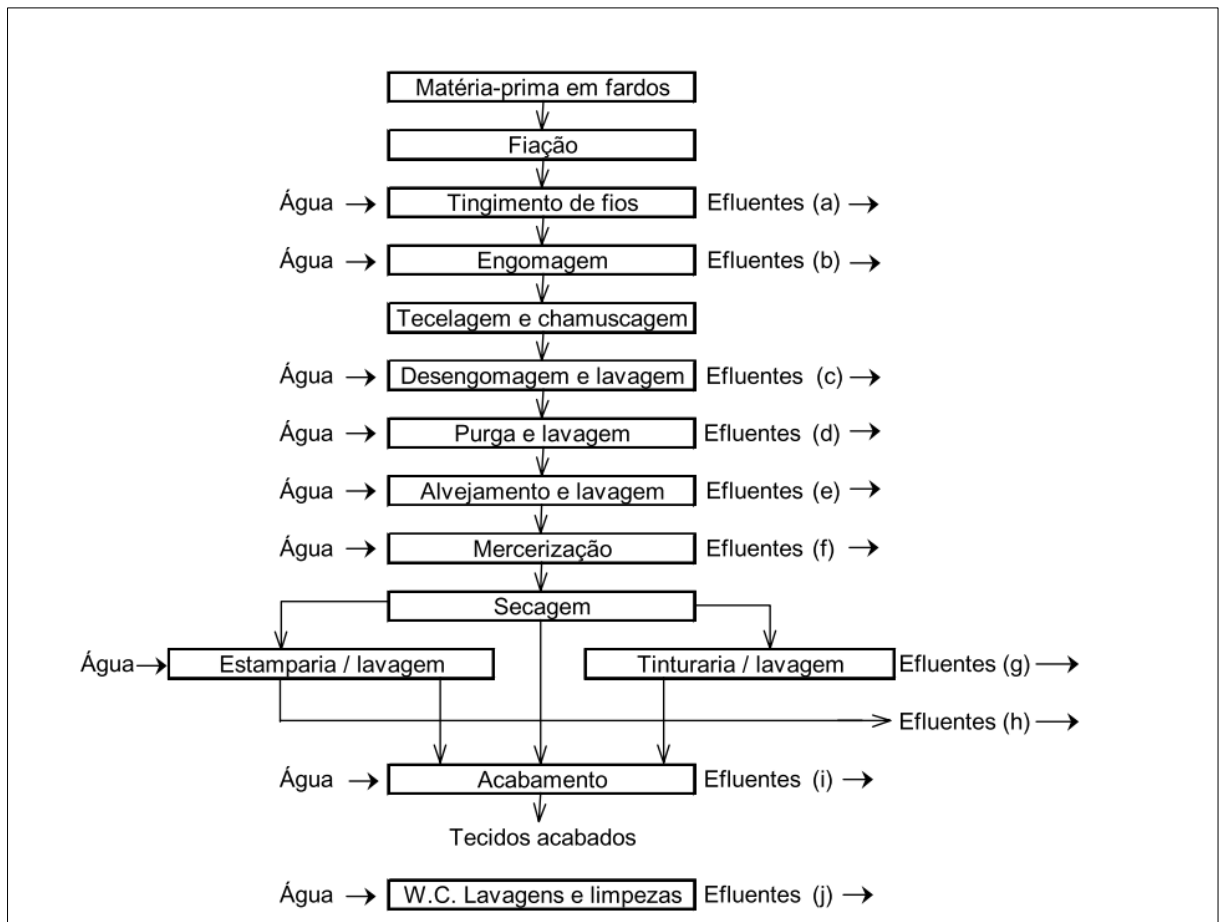 Matéria-prima em fardos
Fiação
Água Tingimento de fios Efluentes (a)
Água Engomagem Efluentes (b)
Tecelagem e chamuscagem
Água Desengomagem e lavagem Efluentes (c)
Água Purga e lavagem Efluentes (d)
Água Alvejamento e lavagem Efluentes (e)
Água Mercerização Efluentes (f)
Secagem
Água Estamparia / lavagem Tinturaria / lavagem Efluentes (g)
Efluentes (h)
Água Acabamento Efluentes (i)
Tecidos acabados
Água W.C. Lavagens e limpezas Efluentes (j)